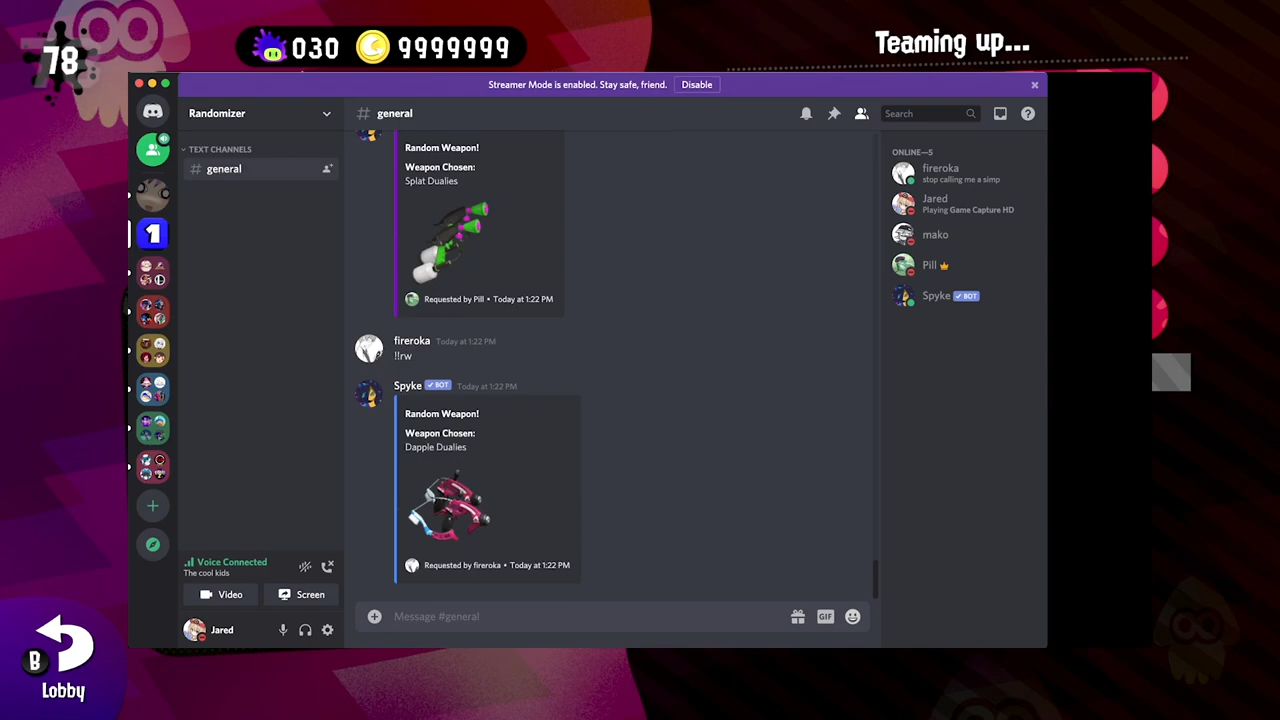 78
030
9999999
Teaming up...
Streamer Mode is enabled. Stay safe, friend.
Disable
Randomizer
# general
Search
TEXT CHANNELS
# general
Random Weapon!
Weapon Chosen:
Splat Dualies
Requested by Pill • Today at 1:22 PM
fireroka Today at 1:22 PM
!!rw
Spyke BOT Today at 1:22 PM
Random Weapon!
Weapon Chosen:
Dapple Dualies
Requested by fireroka • Today at 1:22 PM
ONLINE—5
fireroka
stop calling me a simp
Jared
Playing Game Capture HD
mako
Pill
Spyke BOT
1
Voice Connected
The cool kids
Video
Screen
Jared
Message #general
GIF
B
Lobby